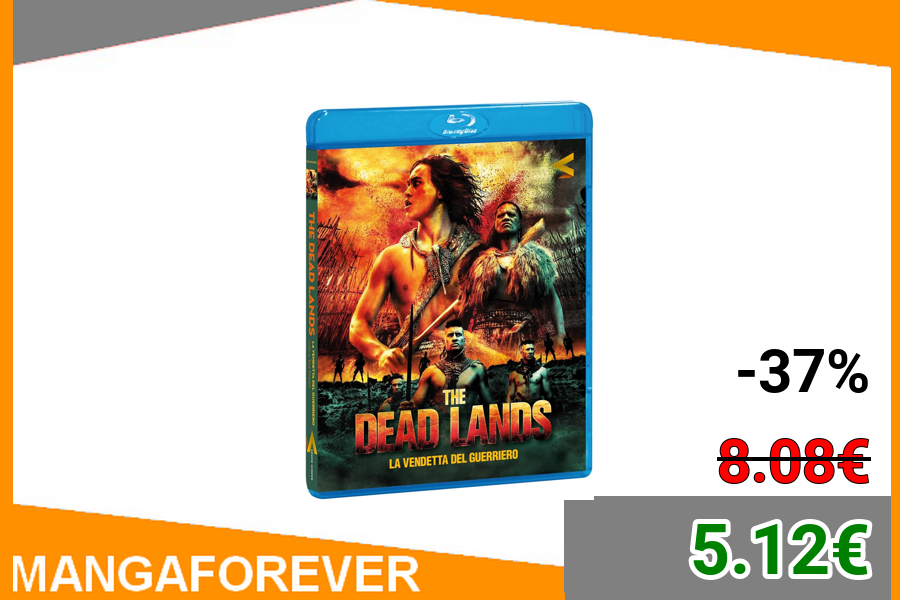 Blu-ray Disc
THE DEAD LANDS LA VENDETTA DEL GUERRIERO
THE
DEAD LANDS
LA VENDETTA DEL GUERRIERO
-37%
8.08€
5.12€
MANGAFOREVER